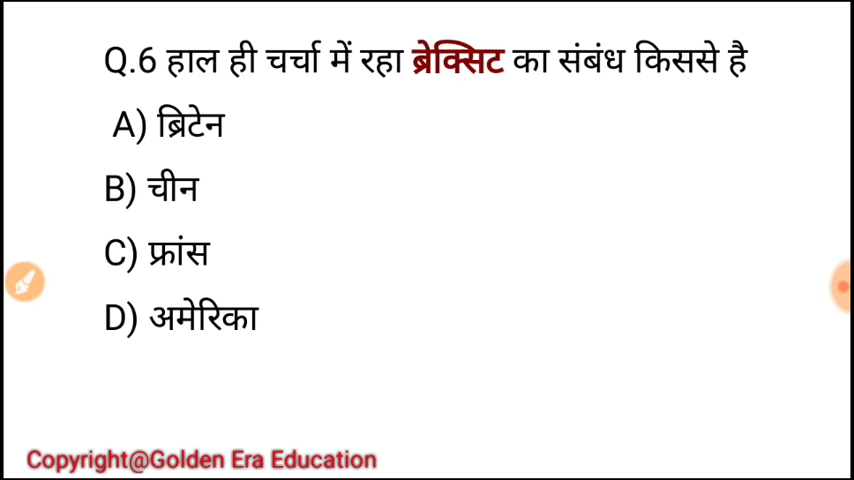 Q.6 हाल ही चर्चा में रहा ब्रेक्सिट का संबंध किससे है
A) ब्रिटेन
B) चीन
C) फ्रांस
D) अमेरिका
Copyright@Golden Era Education